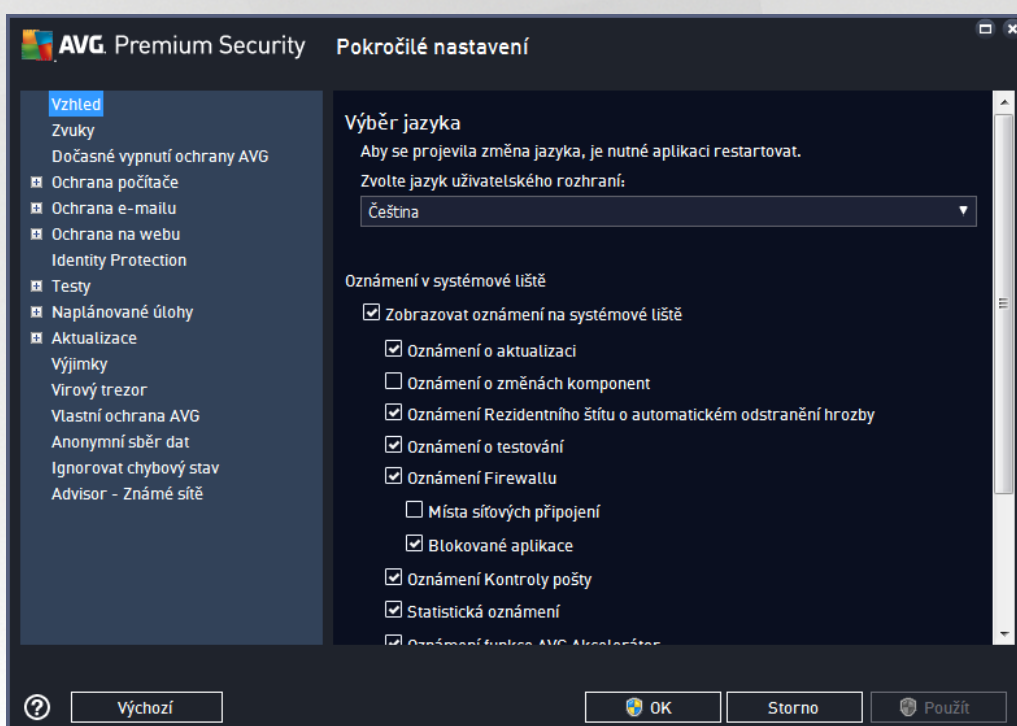 AVG. Premium Security
Pokročilé nastavení
Vzhled
Zvuky
Dočasné vypnutí ochrany AVG
Ochrana počítače
Ochrana e-mailu
Ochrana na webu
Identity Protection
Testy
Naplánované úlohy
Aktualizace
Výjimky
Virový trezor
Vlastní ochrana AVG
Anonymní sběr dat
Ignorovat chybový stav
Advisor - Známé sítě
Výběr jazyka
Aby se projevila změna jazyka, je nutné aplikaci restartovat.
Zvolte jazyk uživatelského rozhraní:
Čeština
Oznámení v systémové liště
Zobrazovat oznámení na systémové liště
Oznámení o aktualizaci
Oznámení o změnách komponent
Oznámení Rezidentního štítu o automatickém odstranění hrozby
Oznámení o testování
Oznámení Firewallu
Místa síťových připojení
Blokované aplikace
Oznámení Kontroly pošty
Statistická oznámení
Oznámení funkce AVG Akcelerátor
Výchozí
OK
Storno
Použít